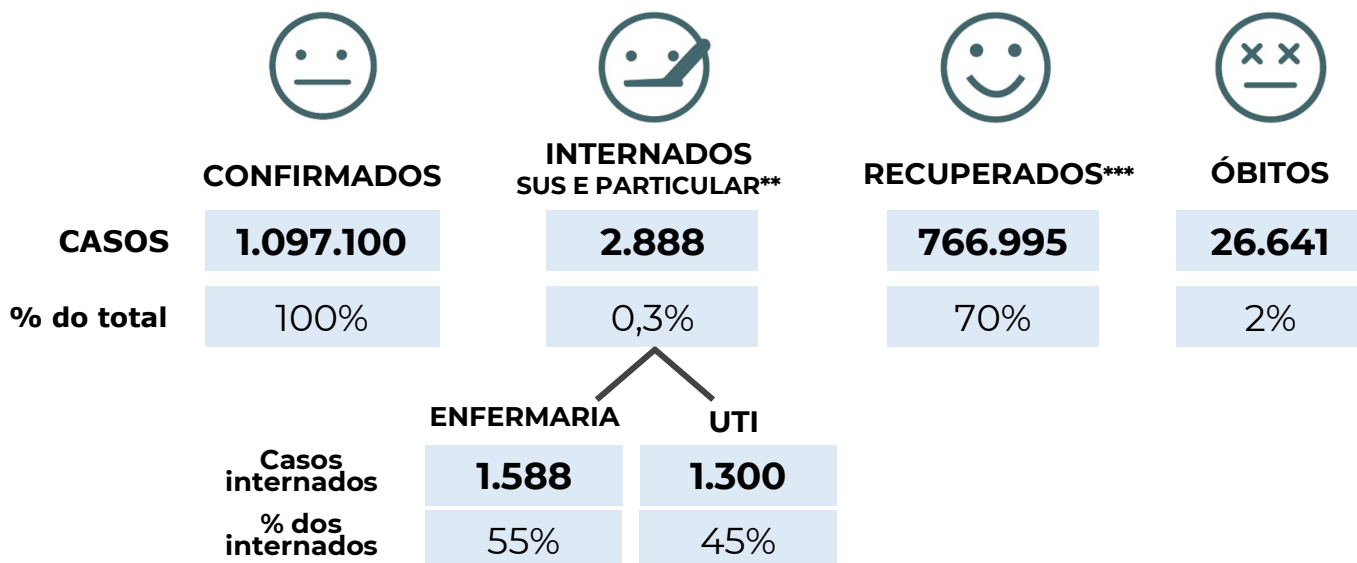 CONFIRMADOS
INTERNADOS
SUS E PARTICULAR**
RECUPERADOS***
ÓBITOS
CASOS 1.097.100 2.888 766.995 26.641
% do total 100% 0,3% 70% 2%
ENFERMARIA UTI
Casos
internados 1.588 1.300
% dos
internados 55% 45%